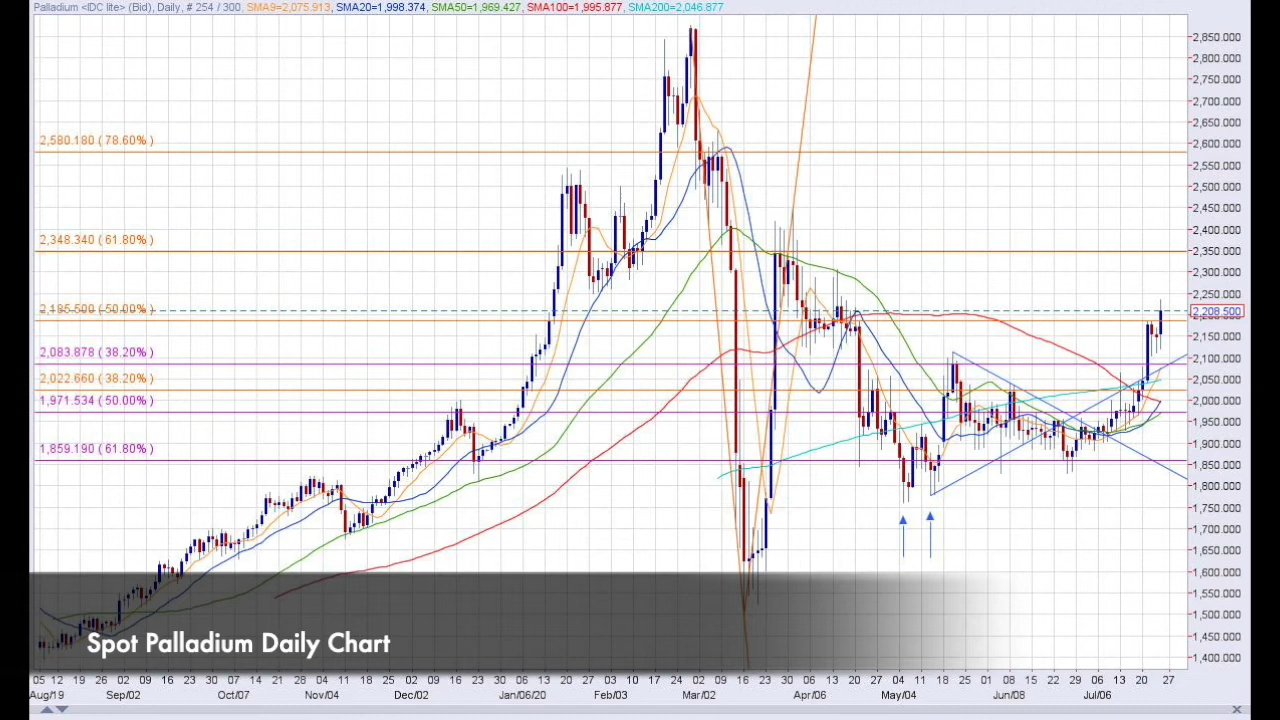 Palladium <IDC lite> (Bid), Daily, # 254 / 300, SMA9=2,075.913, SMA20=1,998.374, SMA50=1,969.427, SMA100=1,995.877, SMA200=2,046.877
2,850.000
2,800.000
2,750.000
2,700.000
2,650.000
2,580.180 ( 78.60% )
2,600.000
2,550.000
2,500.000
2,450.000
2,400.000
2,348.340 ( 61.80% )
2,350.000
2,300.000
2,250.000
2,185.500 ( 50.00% )
2,208.500
2,150.000
2,083.878 ( 38.20% )
2,100.000
2,022.660 ( 38.20% )
2,050.000
1,971.534 ( 50.00% )
2,000.000
1,950.000
1,859.190 ( 61.80% )
1,900.000
1,850.000
1,800.000
1,750.000
1,700.000
1,650.000
1,600.000
1,550.000
1,500.000
1,450.000
1,400.000
Spot Palladium Daily Chart
05 12 19 26 02 09 16 23 30 07 14 21 28 04 11 18 25 02 09 16 23 30 06 13 20 27 03 10 17 24 02 09 16 23 30 06 13 20 27 04 11 18 25 01 08 15 22 29 06 13 20 27
Aug/19 Sep/02 Oct/07 Nov/04 Dec/02 Jan/06/20 Feb/03 Mar/02 Apr/06 May/04 Jun/08 Jul/06